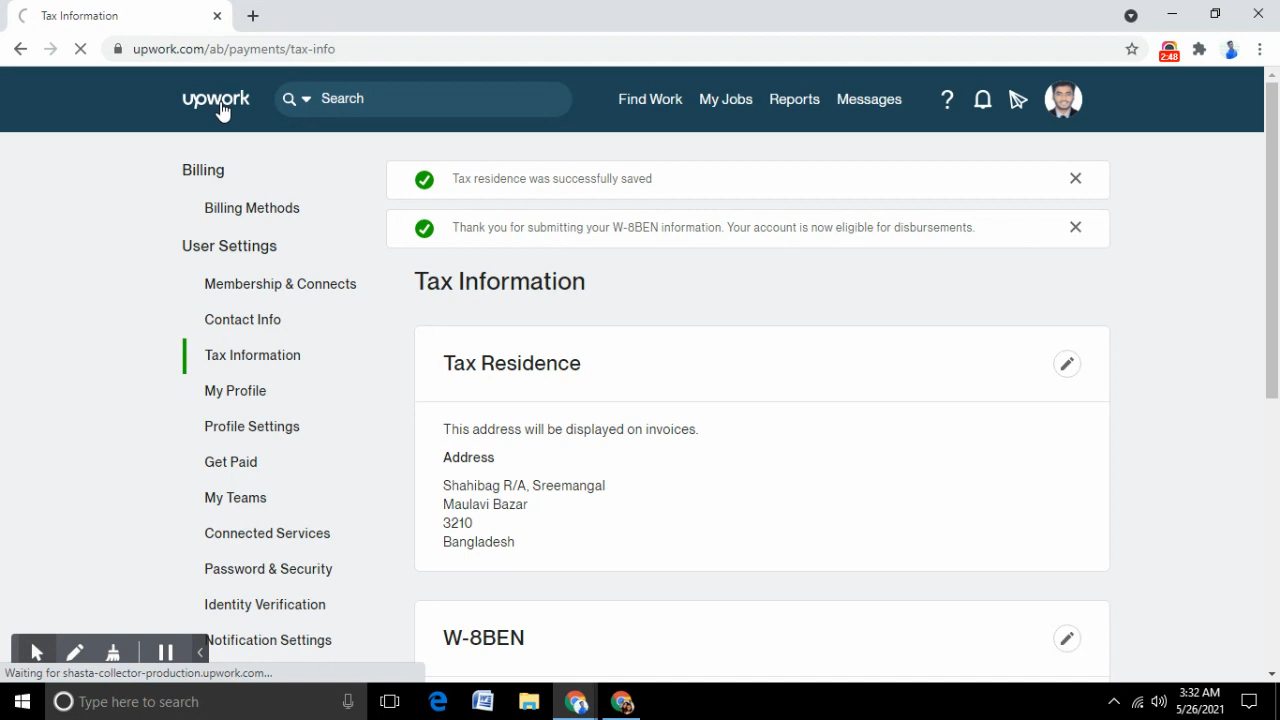 Tax Information
upwork.com/ab/payments/tax-info
2:48
upwork
Search
Find Work
My Jobs
Reports
Messages
?
Billing
Billing Methods
User Settings
Membership & Connects
Contact Info
Tax Information
My Profile
Profile Settings
Get Paid
My Teams
Connected Services
Password & Security
Identity Verification
Notification Settings
Tax residence was successfully saved
Thank you for submitting your W-8BEN information. Your account is now eligible for disbursements.
Tax Information
Tax Residence
This address will be displayed on invoices.
Address
Shahibag R/A, Sreemangal
Maulavi Bazar
3210
Bangladesh
W-8BEN
Waiting for shasta-collector-production.upwork.com...
Type here to search
3:32 AM
5/26/2021